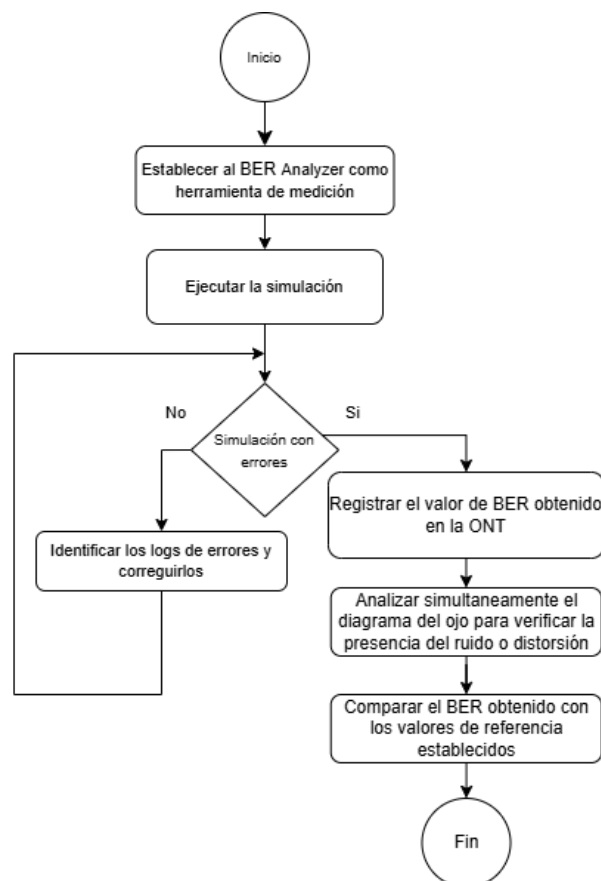 Inicio
Establecer al BER Analyzer como
herramienta de medición
Ejecutar la simulación
No
Si
Simulación con
errores
Identificar los logs de errores y
correguirlos
Registrar el valor de BER obtenido
en la ONT
Analizar simultaneamente el
diagrama del ojo para verificar la
presencia del ruido o distorsión
Comparar el BER obtenido con
los valores de referencia
establecidos
Fin